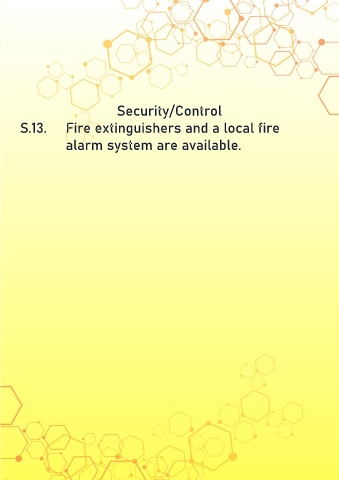 Security/Control
S.13. Fire extinguishers and a local fire
alarm system are available.